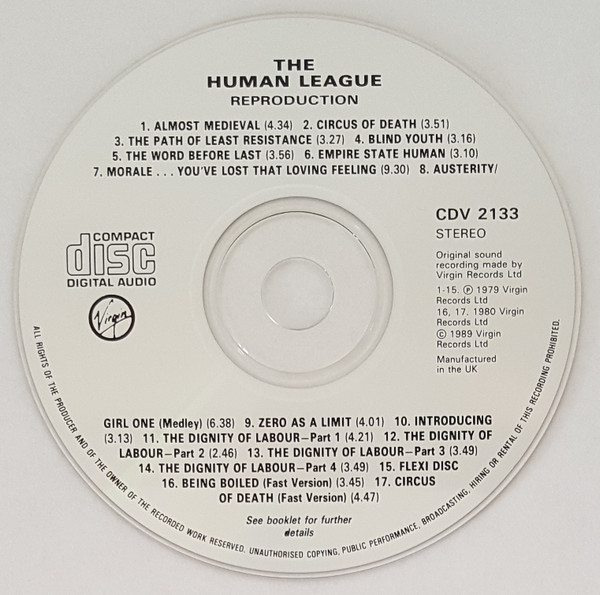 THE
HUMAN LEAGUE
REPRODUCTION
1. ALMOST MEDIEVAL (4.34) 2. CIRCUS OF DEATH (3.51)
3. THE PATH OF LEAST RESISTANCE (3.27) 4. BLIND YOUTH (3.16)
5. THE WORD BEFORE LAST (3.56) 6. EMPIRE STATE HUMAN (3.10)
7. MORALE . . . YOU'VE LOST THAT LOVING FEELING (9.30) 8. AUSTERITY/
COMPACT
disc
DIGITAL AUDIO
Virgin
CDV 2133
STEREO
Original sound
recording made by
Virgin Records Ltd
1-15. ℗ 1979 Virgin
Records Ltd
16, 17. 1980 Virgin
Records Ltd
© 1989 Virgin
Records Ltd
Manufactured
in the UK
GIRL ONE (Medley) (6.38) 9. ZERO AS A LIMIT (4.01) 10. INTRODUCING
(3.13) 11. THE DIGNITY OF LABOUR–Part 1 (4.21) 12. THE DIGNITY OF
LABOUR–Part 2 (2.46) 13. THE DIGNITY OF LABOUR–Part 3 (3.49)
14. THE DIGNITY OF LABOUR–Part 4 (3.49) 15. FLEXI DISC
16. BEING BOILED (Fast Version) (3.45) 17. CIRCUS
OF DEATH (Fast Version) (4.47)
See booklet for further
details
ALL RIGHTS OF THE PRODUCER AND OF THE OWNER OF THE RECORDED WORK RESERVED. UNAUTHORISED COPYING, PUBLIC PERFORMANCE, BROADCASTING, HIRING OR RENTAL OF THIS RECORDING PROHIBITED.